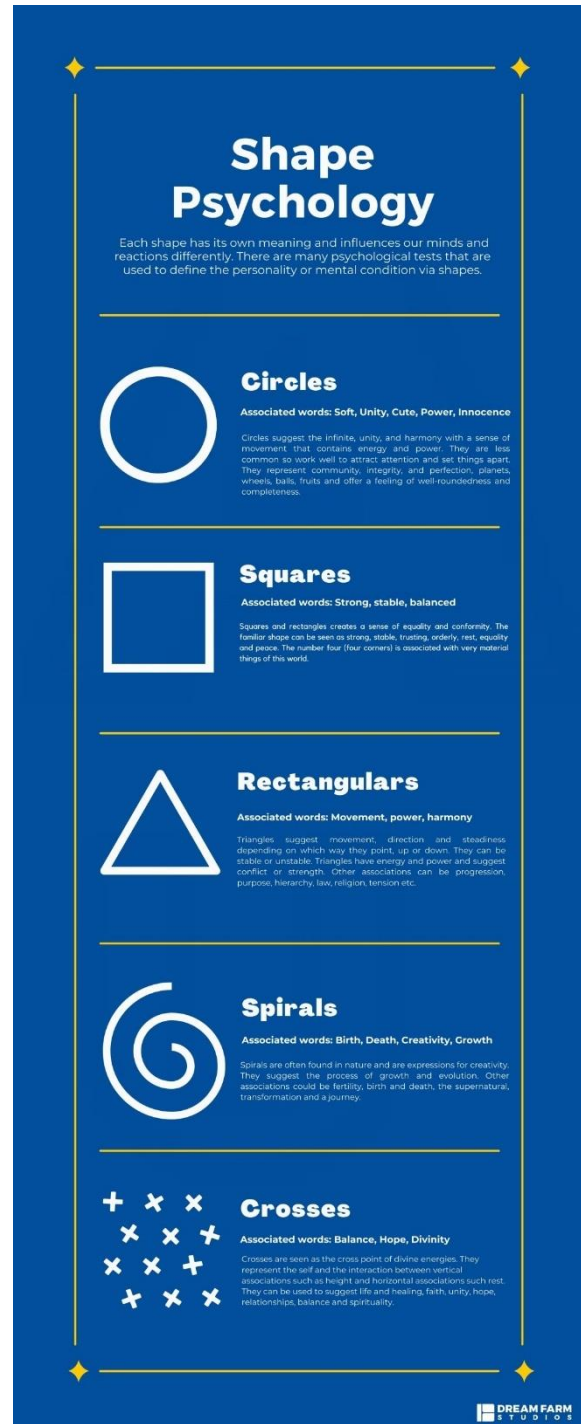 Shape
Psychology
Each shape has its own meaning and influences our minds and
reactions differently. There are many psychological tests that are
used to define the personality or mental condition via shapes.
Circles
Associated words: Soft, Unity, Cute, Power, Innocence
Circles suggest the infinite, unity, and harmony with a sense of
movement that contains energy and power. They are less
common so work well to attract attention and set things apart.
They represent community, integrity, and perfection, planets,
wheels, balls, fruits and offer a feeling of well-roundedness and
completeness.
Squares
Associated words: Strong, stable, balanced
Squares and rectangles creates a sense of equality and conformity. The
familiar shape can be seen as strong, stable, trusting, orderly, rest, equality
and peace. The number four (four corners) is associated with very material
things of this world.
Rectangulars
Associated words: Movement, power, harmony
Triangles suggest movement, direction and steadiness
depending on which way they point, up or down. They can be
stable or unstable. Triangles have energy and power and suggest
conflict or strength. Other associations can be progression,
purpose, hierarchy, law, religion, tension etc.
Spirals
Associated words: Birth, Death, Creativity, Growth
Spirals are often found in nature and are expressions for creativity.
They suggest the process of growth and evolution. Other
associations could be fertility, birth and death, the supernatural,
transformation and a journey.
Crosses
Associated words: Balance, Hope, Divinity
Crosses are seen as the cross point of divine energies. They
represent the self and the interaction between vertical
associations such as height and horizontal associations such rest.
They can be used to suggest life and healing, faith, unity, hope,
relationships, balance and spirituality.
DREAM FARM
STUDIOS